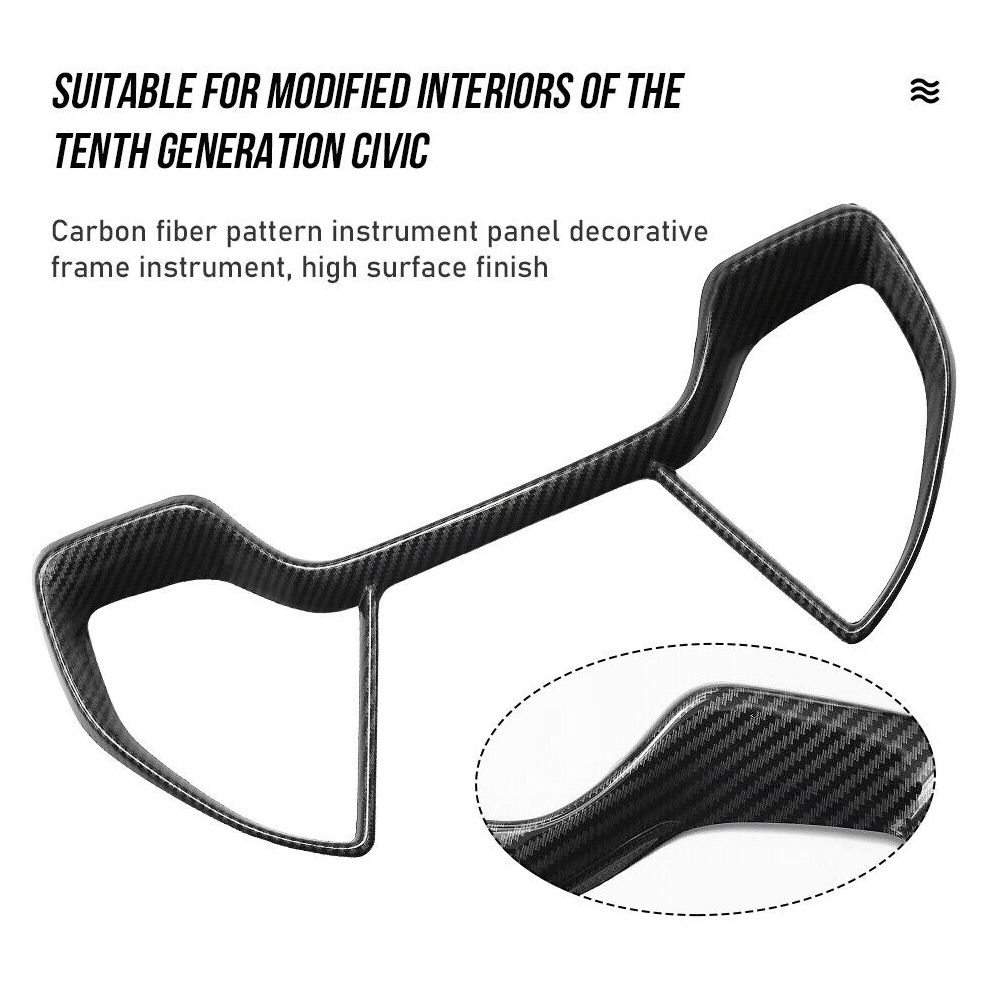 SUITABLE FOR MODIFIED INTERIORS OF THE
TENTH GENERATION CIVIC
Carbon fiber pattern instrument panel decorative
frame instrument, high surface finish